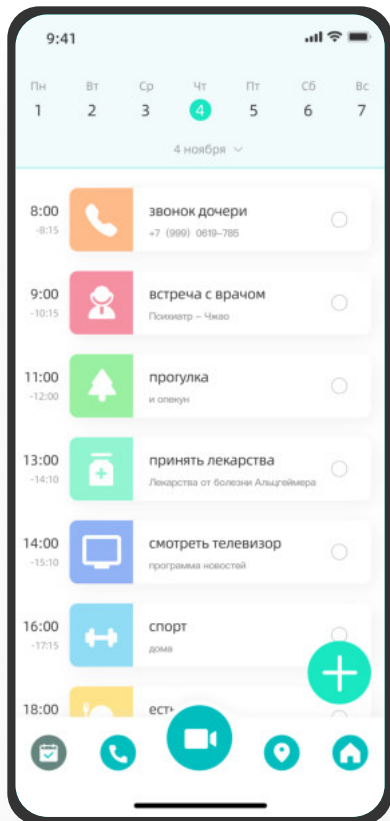 9:41
Пн Вт Ср Чт Пт Сб Вс
1 2 3 4 5 6 7
4 ноября
8:00 звонок дочери
-8:15 +7 (999) 0619-785
9:00 встреча с врачом
-10:15 Психиатр – Чжао
11:00 прогулка
-12:00 и опекун
13:00 принять лекарства
-14:10 Лекарства от болезни Альцгеймера
14:00 смотреть телевизор
-15:10 программа новостей
16:00 спорт
-17:15 дома
18:00 есть